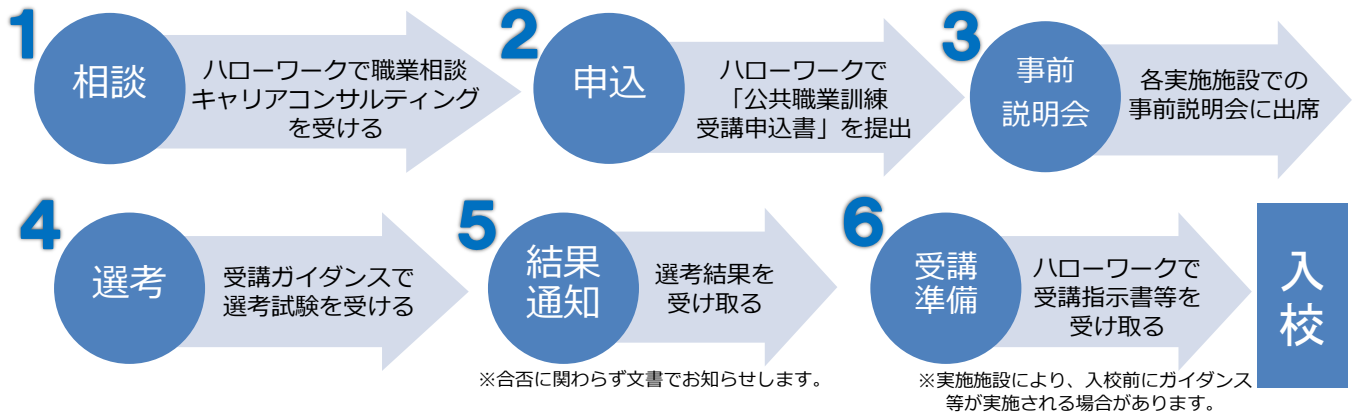 1
相談
ハローワークで職業相談
キャリアコンサルティング
を受ける
2
申込
ハローワークで
「公共職業訓練
受講申込書」を提出
3
事前
説明会
各実施施設での
事前説明会に出席
4
選考
受講ガイダンスで
選考試験を受ける
5
結果
通知
選考結果を
受け取る
※合否に関わらず文書でお知らせします。
6
受講
準備
ハローワークで
受講指示書等を
受け取る
※実施施設により、入校前にガイダンス
等が実施される場合があります。
入
校